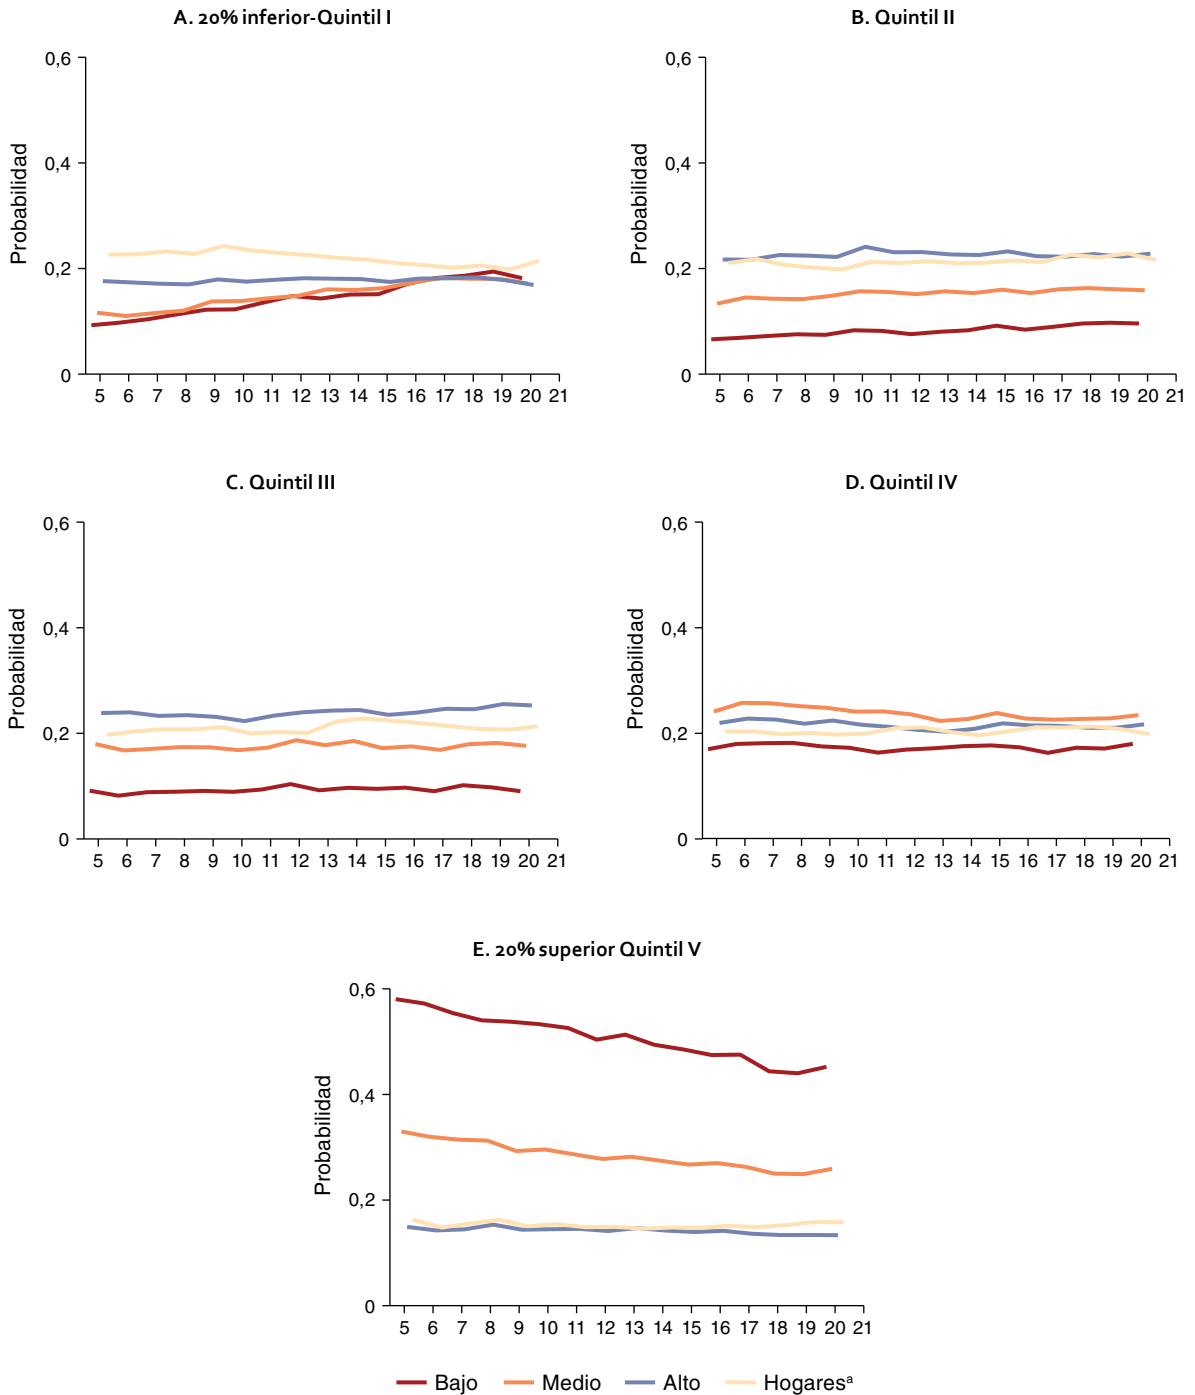 A. 20% inferior-Quintil I
Probabilidad
0,6
0,4
0,2
0
5 6 7 8 9 10 11 12 13 14 15 16 17 18 19 20 21
B. Quintil II
Probabilidad
0,6
0,4
0,2
0
5 6 7 8 9 10 11 12 13 14 15 16 17 18 19 20 21
C. Quintil III
Probabilidad
0,6
0,4
0,2
0
5 6 7 8 9 10 11 12 13 14 15 16 17 18 19 20 21
D. Quintil IV
Probabilidad
0,6
0,4
0,2
0
5 6 7 8 9 10 11 12 13 14 15 16 17 18 19 20 21
E. 20% superior Quintil V
Probabilidad
0,6
0,4
0,2
0
5 6 7 8 9 10 11 12 13 14 15 16 17 18 19 20 21
Bajo Medio Alto Hogaresᵃ